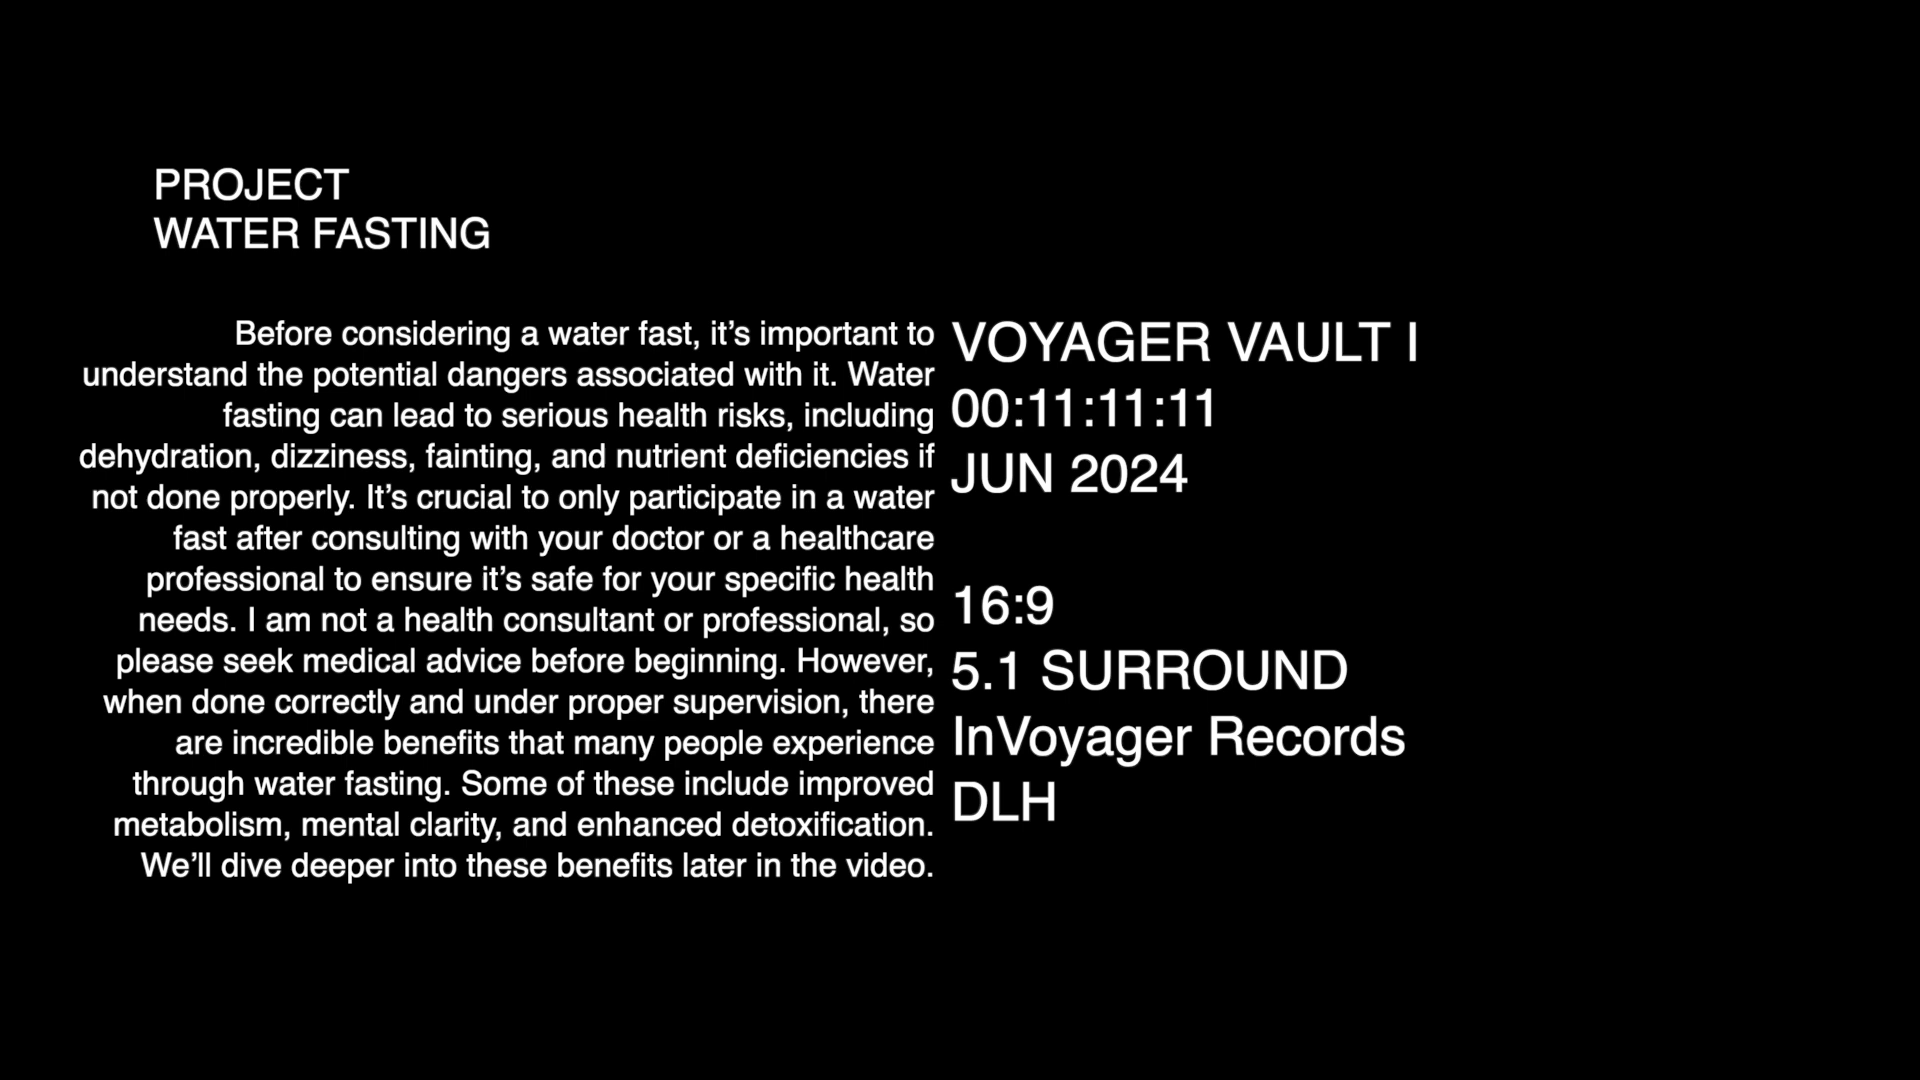 PROJECT
WATER FASTING
Before considering a water fast, it’s important to
understand the potential dangers associated with it. Water
fasting can lead to serious health risks, including
dehydration, dizziness, fainting, and nutrient deficiencies if
not done properly. It’s crucial to only participate in a water
fast after consulting with your doctor or a healthcare
professional to ensure it’s safe for your specific health
needs. I am not a health consultant or professional, so
please seek medical advice before beginning. However,
when done correctly and under proper supervision, there
are incredible benefits that many people experience
through water fasting. Some of these include improved
metabolism, mental clarity, and enhanced detoxification.
We’ll dive deeper into these benefits later in the video.
VOYAGER VAULT I
00:11:11:11
JUN 2024
16:9
5.1 SURROUND
InVoyager Records
DLH